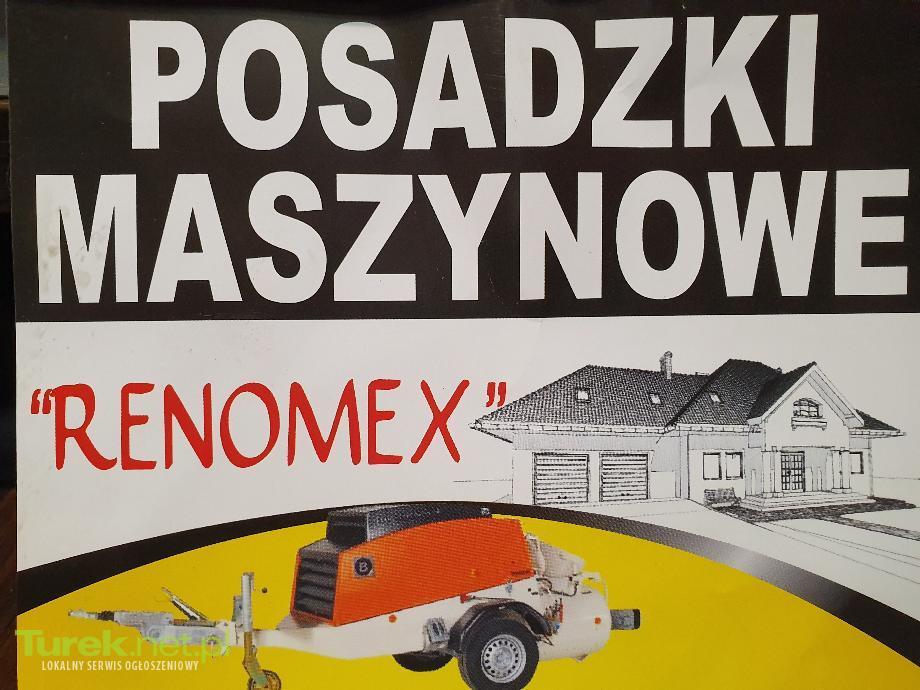 POSADZKI
MASZYNOWE
“RENOMEX”
B
Turek.net.pl
LOKALNY SERWIS OGŁOSZENIOWY